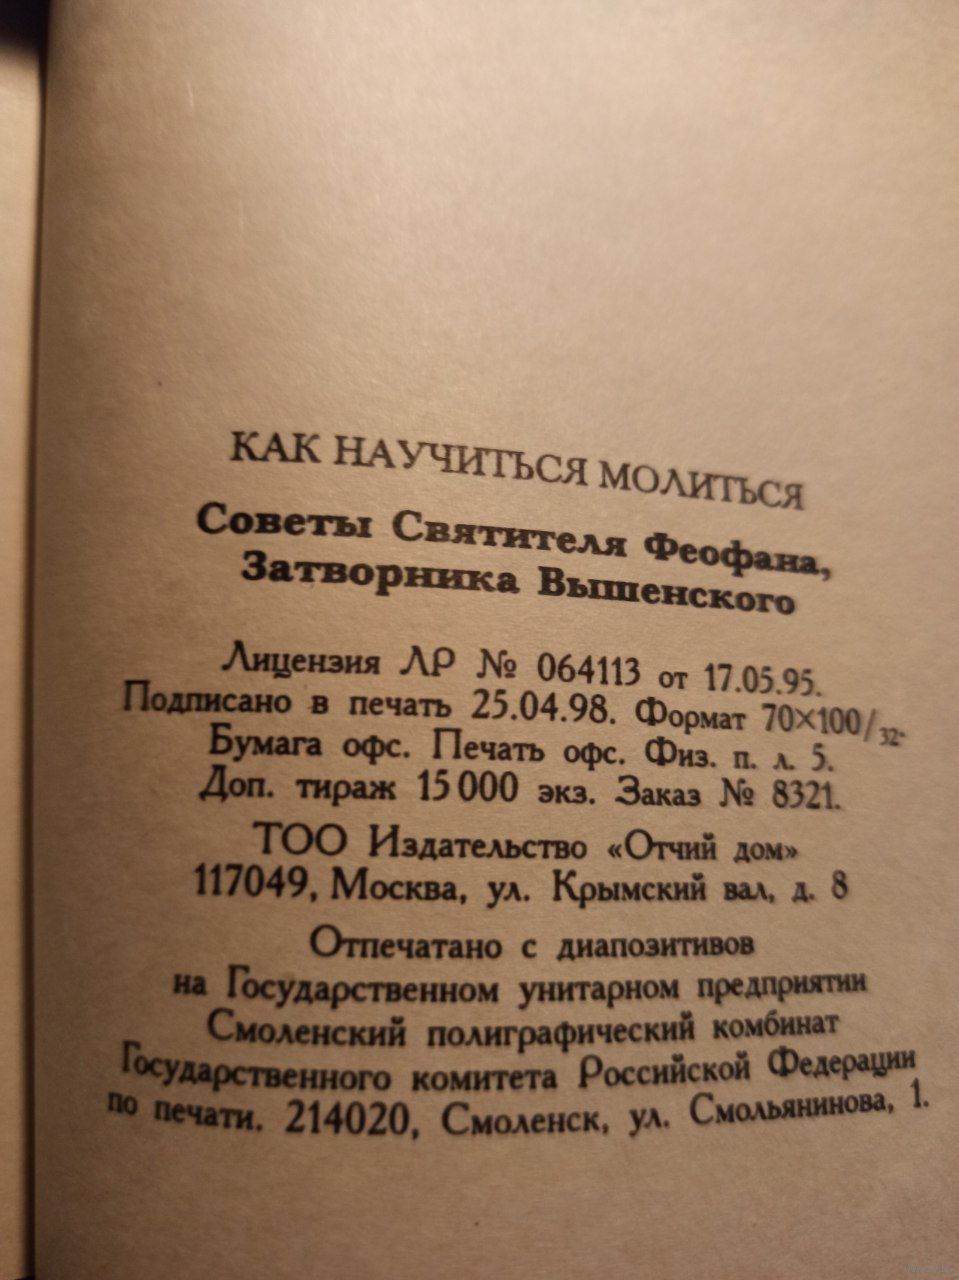 КАК НАУЧИТЬСЯ МОЛИТЬСЯ
Советы Святителя Феофана,
Затворника Вышенского
Лицензия ЛР № 064113 от 17.05.95.
Подписано в печать 25.04.98. Формат 70×100/32.
Бумага офс. Печать офс. Физ. п. л. 5.
Доп. тираж 15 000 экз. Заказ № 8321.
ТОО Издательство «Отчий дом»
117049, Москва, ул. Крымский вал, д. 8
Отпечатано с диапозитивов
на Государственном унитарном предприятии
Смоленский полиграфический комбинат
Государственного комитета Российской Федерации
по печати. 214020, Смоленск, ул. Смольянинова, 1.